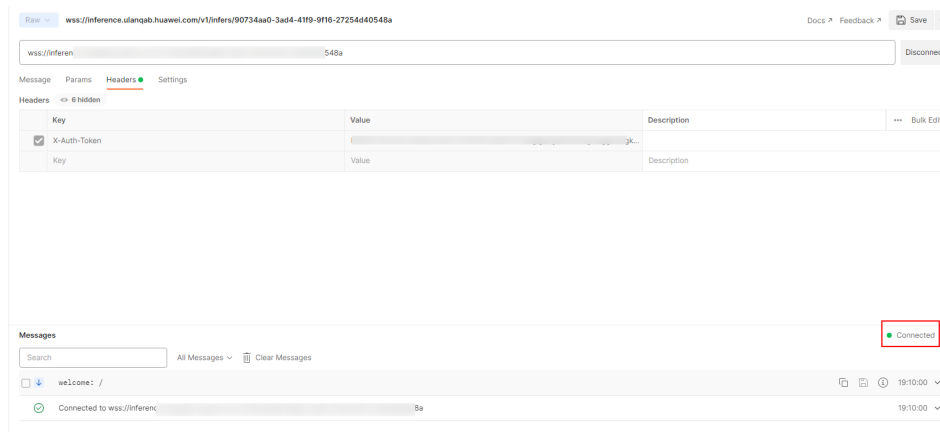 Raw wss://inference.ulanqab.huawei.com/v1/infers/90734aa0-3ad4-41f9-9f16-27254d40548a Docs ↗ Feedback ↗ Save
wss://inferen 548a Disconnec
Message Params Headers Settings
Headers 6 hidden
Key Value Description ••• Bulk Edit
X-Auth-Token gk...
Key Value Description
Messages Connected
Search All Messages Clear Messages
welcome: / 19:10:00
Connected to wss://inferenc 8a 19:10:00